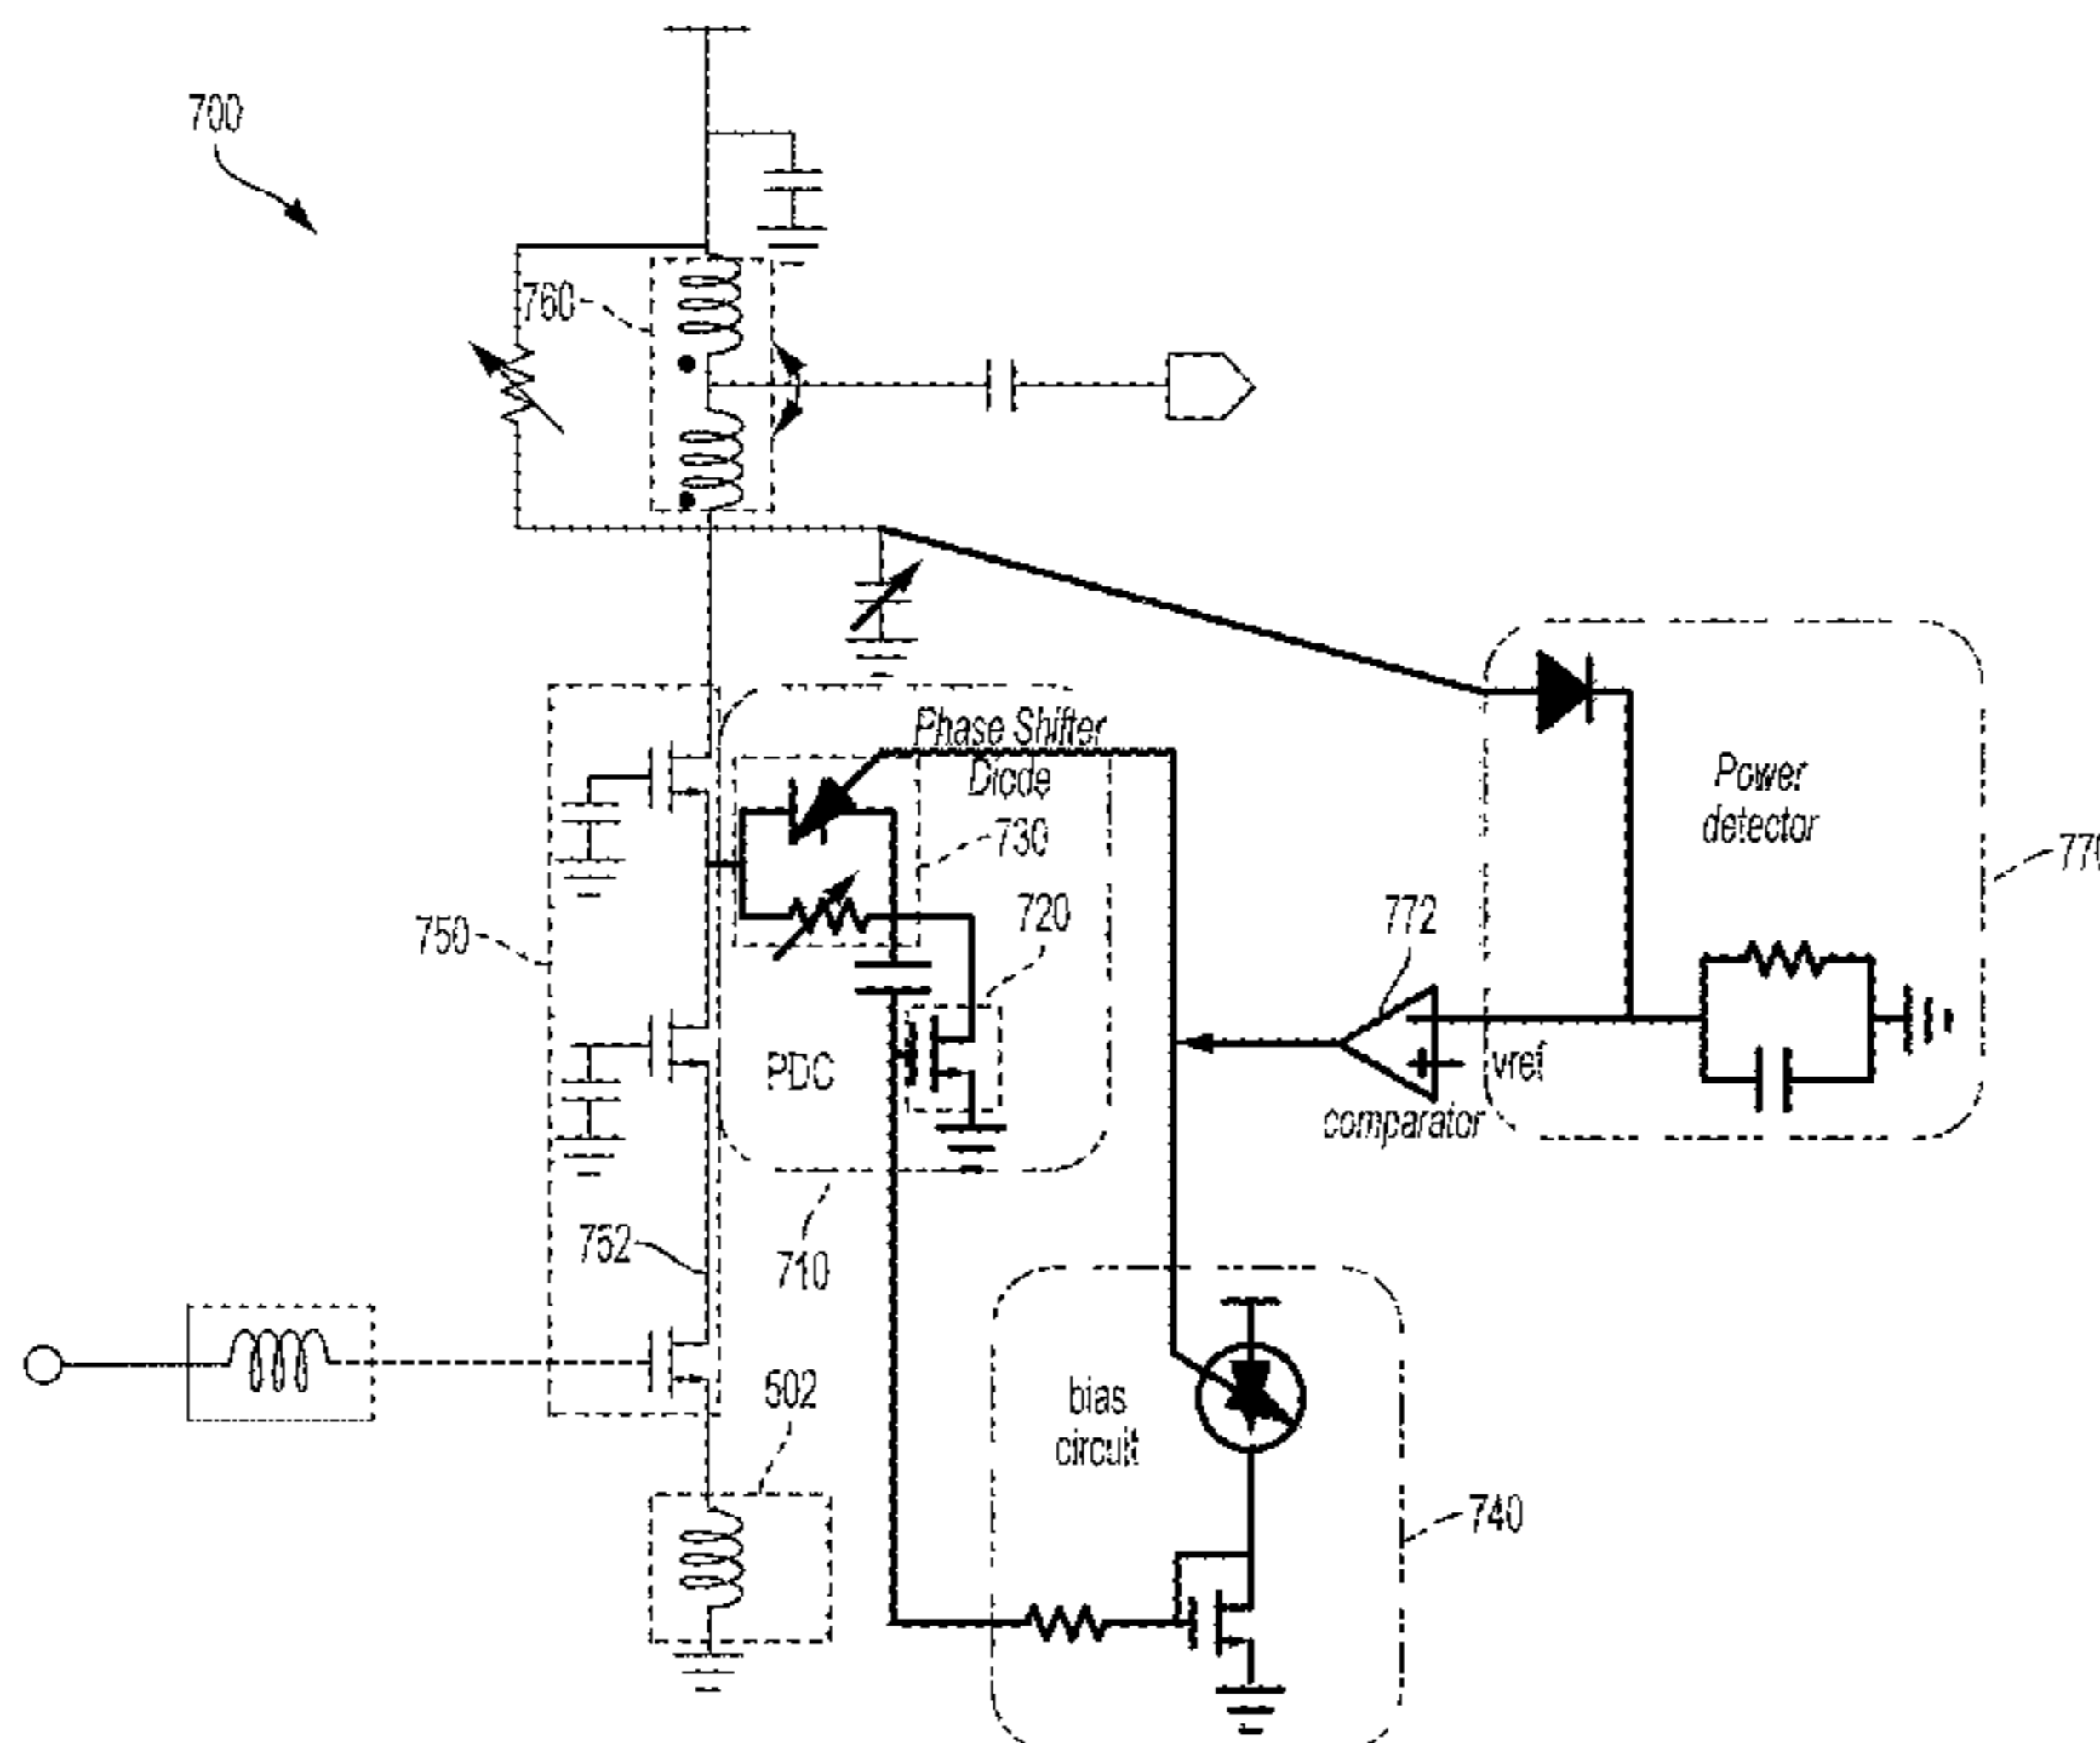 700
760
Phase Shifter
Diode
730
720
750
PDC
710
752
502
Power
detector
770
772
vref
comparator
bias
circuit
740